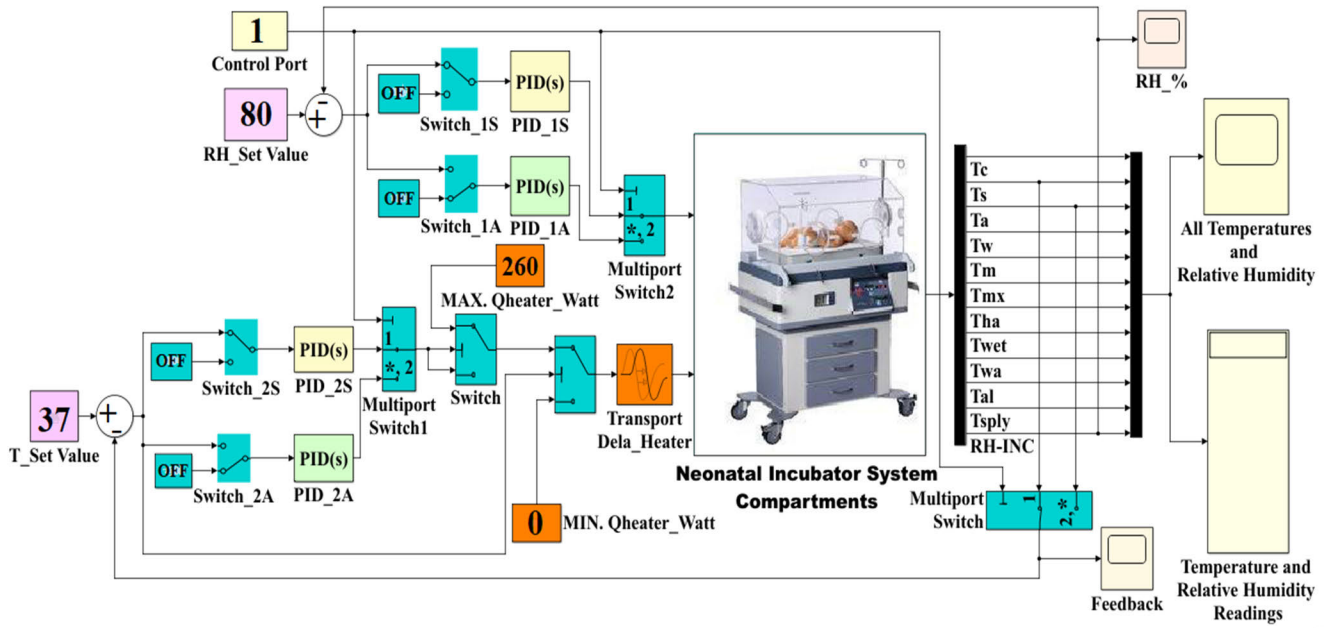 1
Control Port
RH_%
80
RH_Set Value
OFF
Switch_1S
PID(s)
PID_1S
OFF
Switch_1A
PID(s)
PID_1A
1
*, 2
Multiport
Switch2
260
MAX. Qheater_Watt
37
T_Set Value
OFF
Switch_2S
PID(s)
PID_2S
OFF
Switch_2A
PID(s)
PID_2A
1
*, 2
Multiport
Switch1
Switch
Transport
Dela_Heater
0
MIN. Qheater_Watt
Neonatal Incubator System
Compartments
Tc
Ts
Ta
Tw
Tm
Tmx
Tha
Twet
Twa
Tal
Tsply
RH-INC
Multiport
Switch
1
2,*
Feedback
All Temperatures
and
Relative Humidity
Temperature and
Relative Humidity
Readings
+
-
+
-